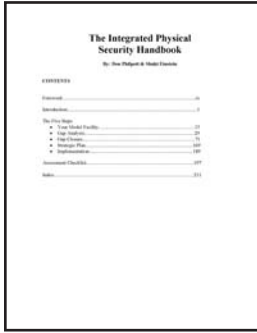 The Integrated Physical
Security Handbook
By: Don Philpott & Shuki Einstein
CONTENTS
Foreword
Introduction
The Five Steps
• Your Model Facility
• Gap Analysis
• Gap Closure
• Strategic Plan
• Implementation
Assessment Checklist
Index